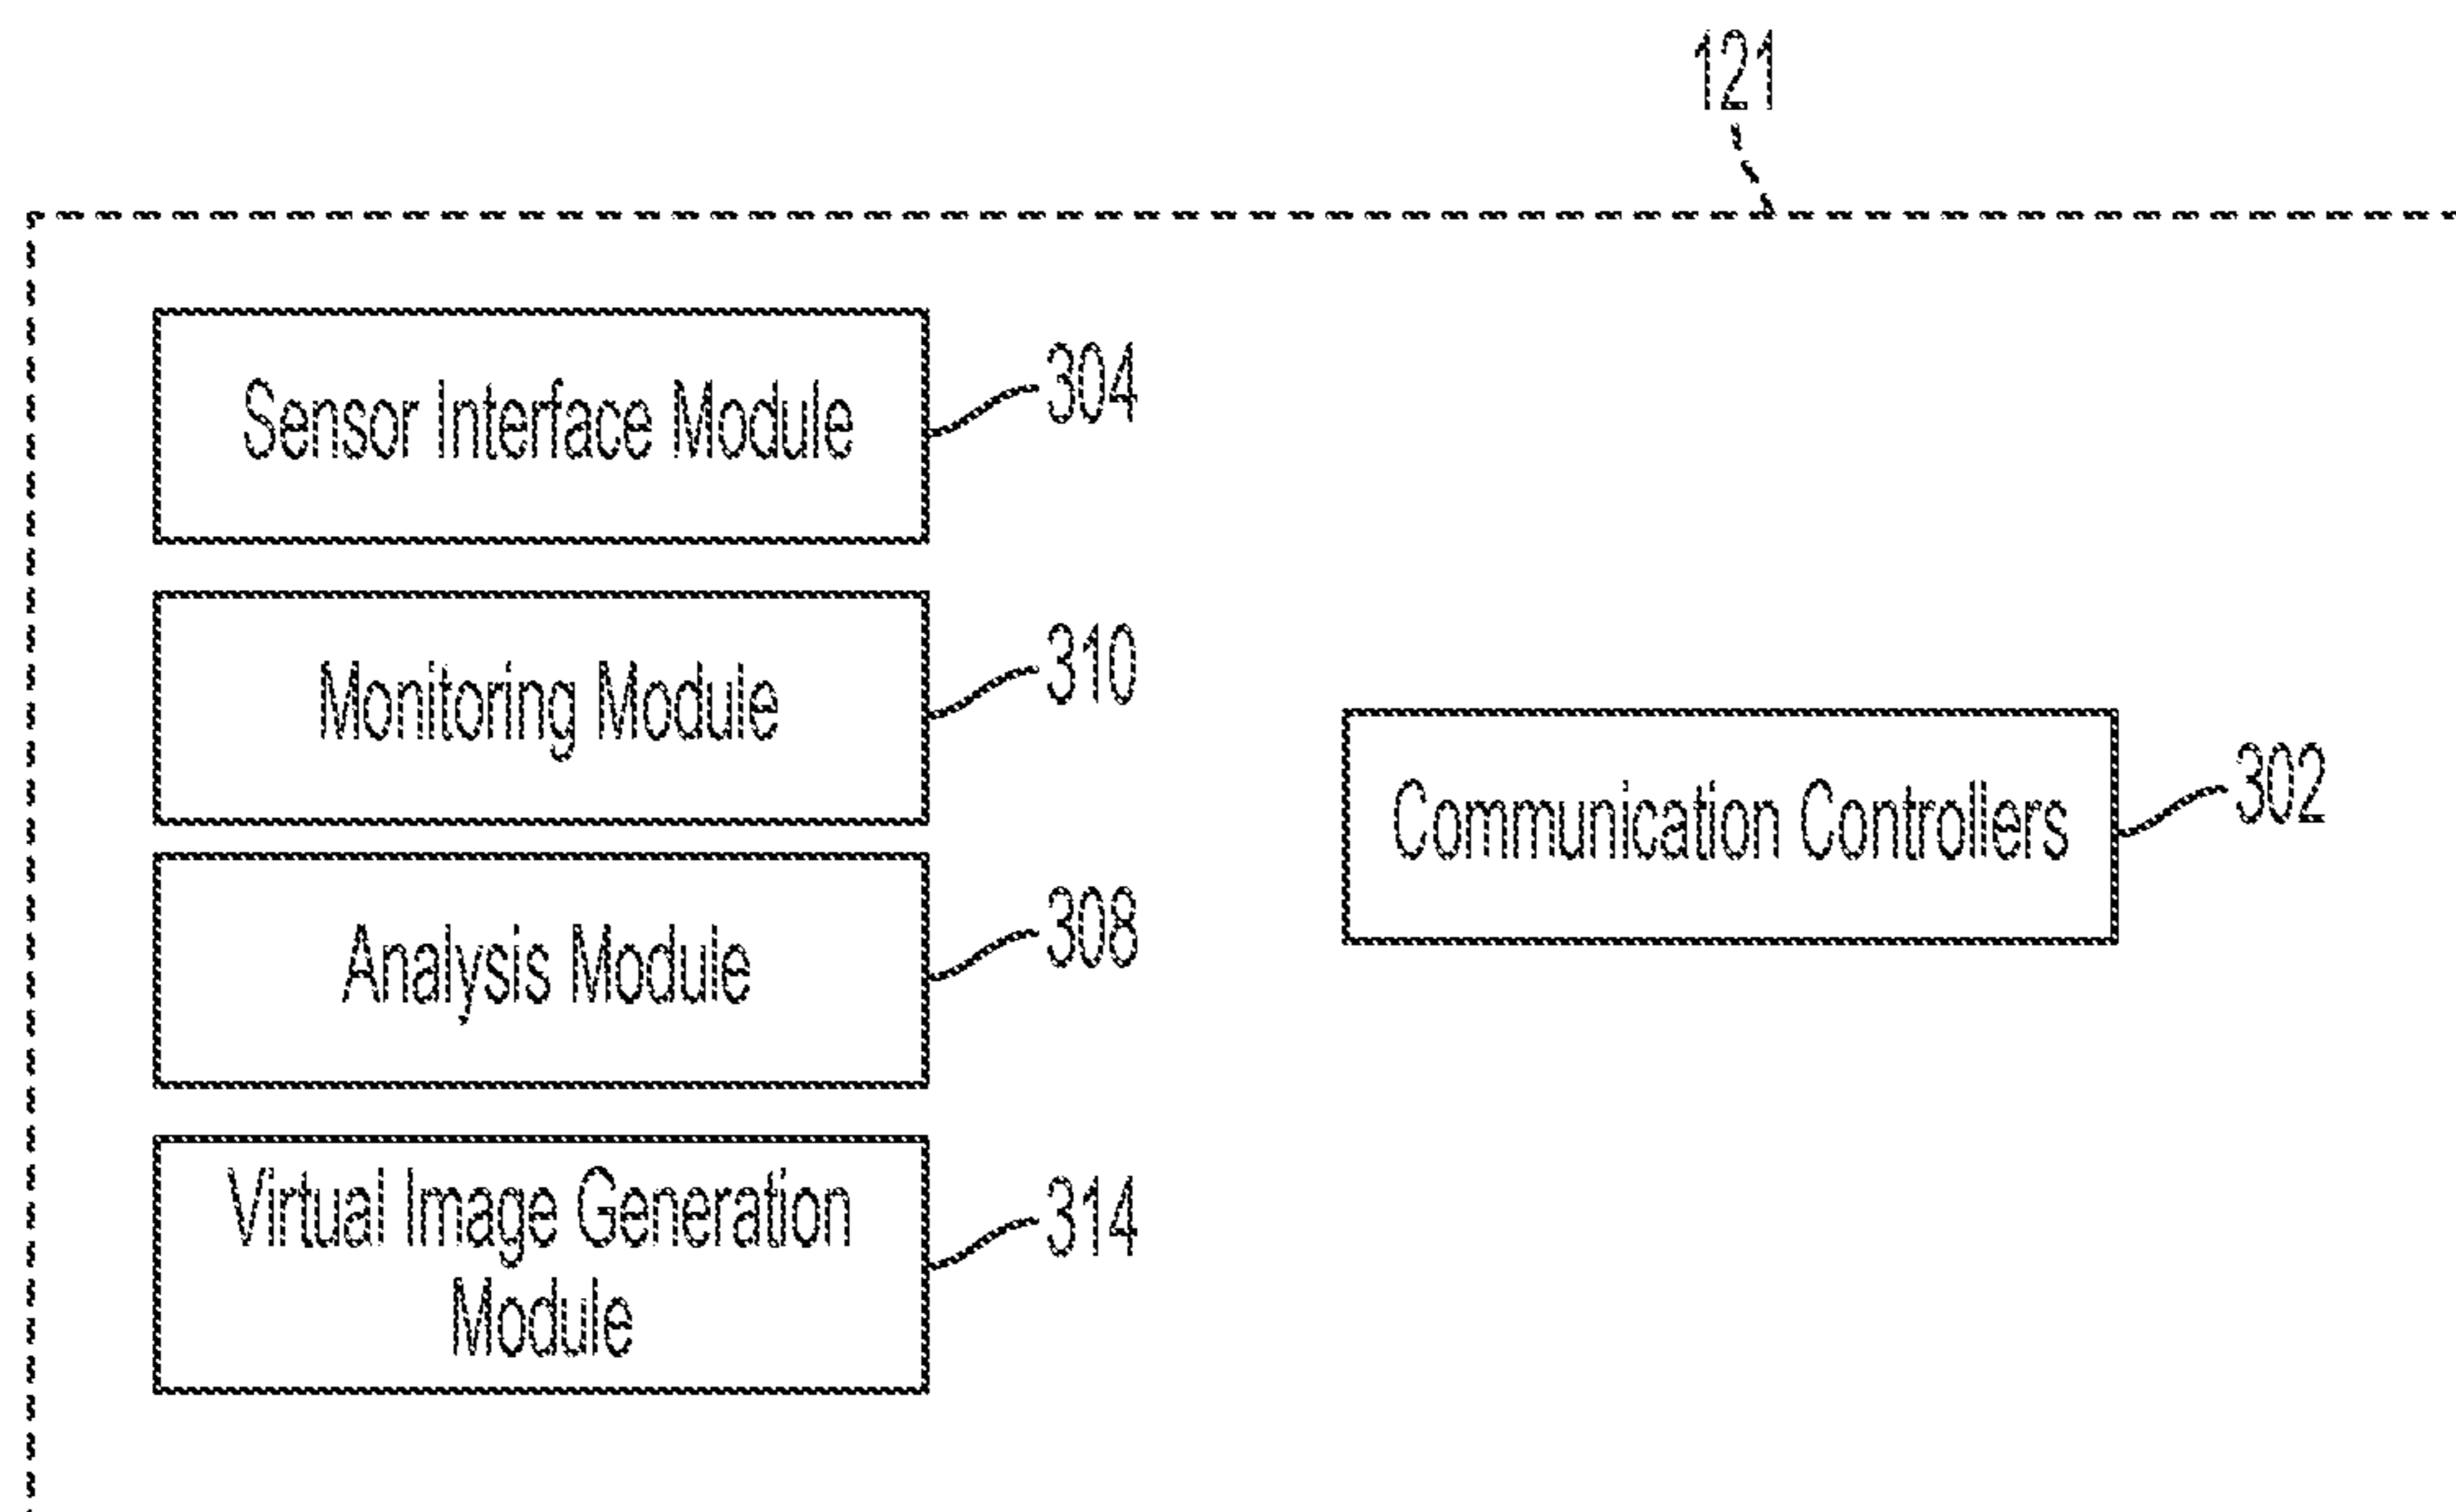 121
Sensor Interface Module
304
Monitoring Module
310
Communication Controllers
302
Analysis Module
308
Virtual Image Generation
Module
314